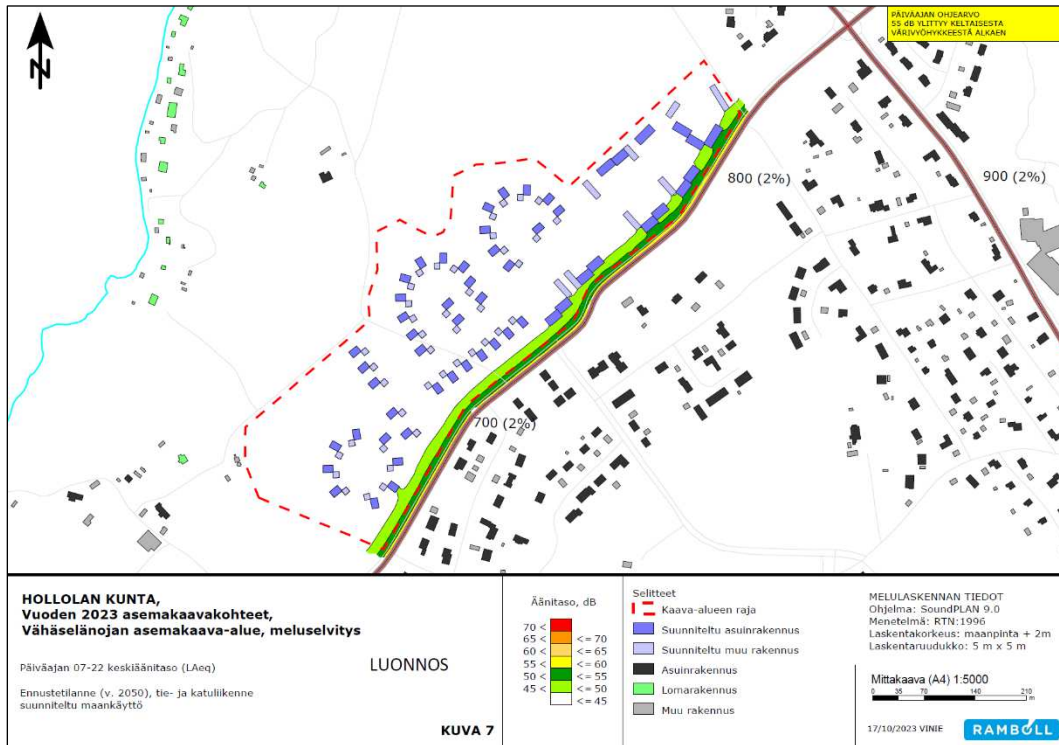 PÄIVÄAJAN OHJEARVO
55 dB YLITTYY KELTAISESTA
VÄRIVYÖHYKKEESTÄ ALKAEN
N
800 (2%)
900 (2%)
700 (2%)
HOLLOLAN KUNTA,
Vuoden 2023 asemakaavakohteet,
Vähäselänojan asemakaava-alue, meluselvitys
Päiväajan 07-22 keskiäänitaso (LAeq)
LUONNOS
Ennustetilanne (v. 2050), tie- ja katuliikenne
suunniteltu maankäyttö
KUVA 7
Äänitaso, dB
70 <
65 < <= 70
60 < <= 65
55 < <= 60
50 < <= 55
45 < <= 50
<= 45
Selitteet
Kaava-alueen raja
Suunniteltu asuinrakennus
Suunniteltu muu rakennus
Asuinrakennus
Lomarakennus
Muu rakennus
MELULASKENNAN TIEDOT
Ohjelma: SoundPLAN 9.0
Menetelmä: RTN:1996
Laskentakorkeus: maanpinta + 2m
Laskentaruudukko: 5 m x 5 m
Mittakaava (A4) 1:5000
0 35 70 140 210
m
17/10/2023 VINIE
RAMBOLL